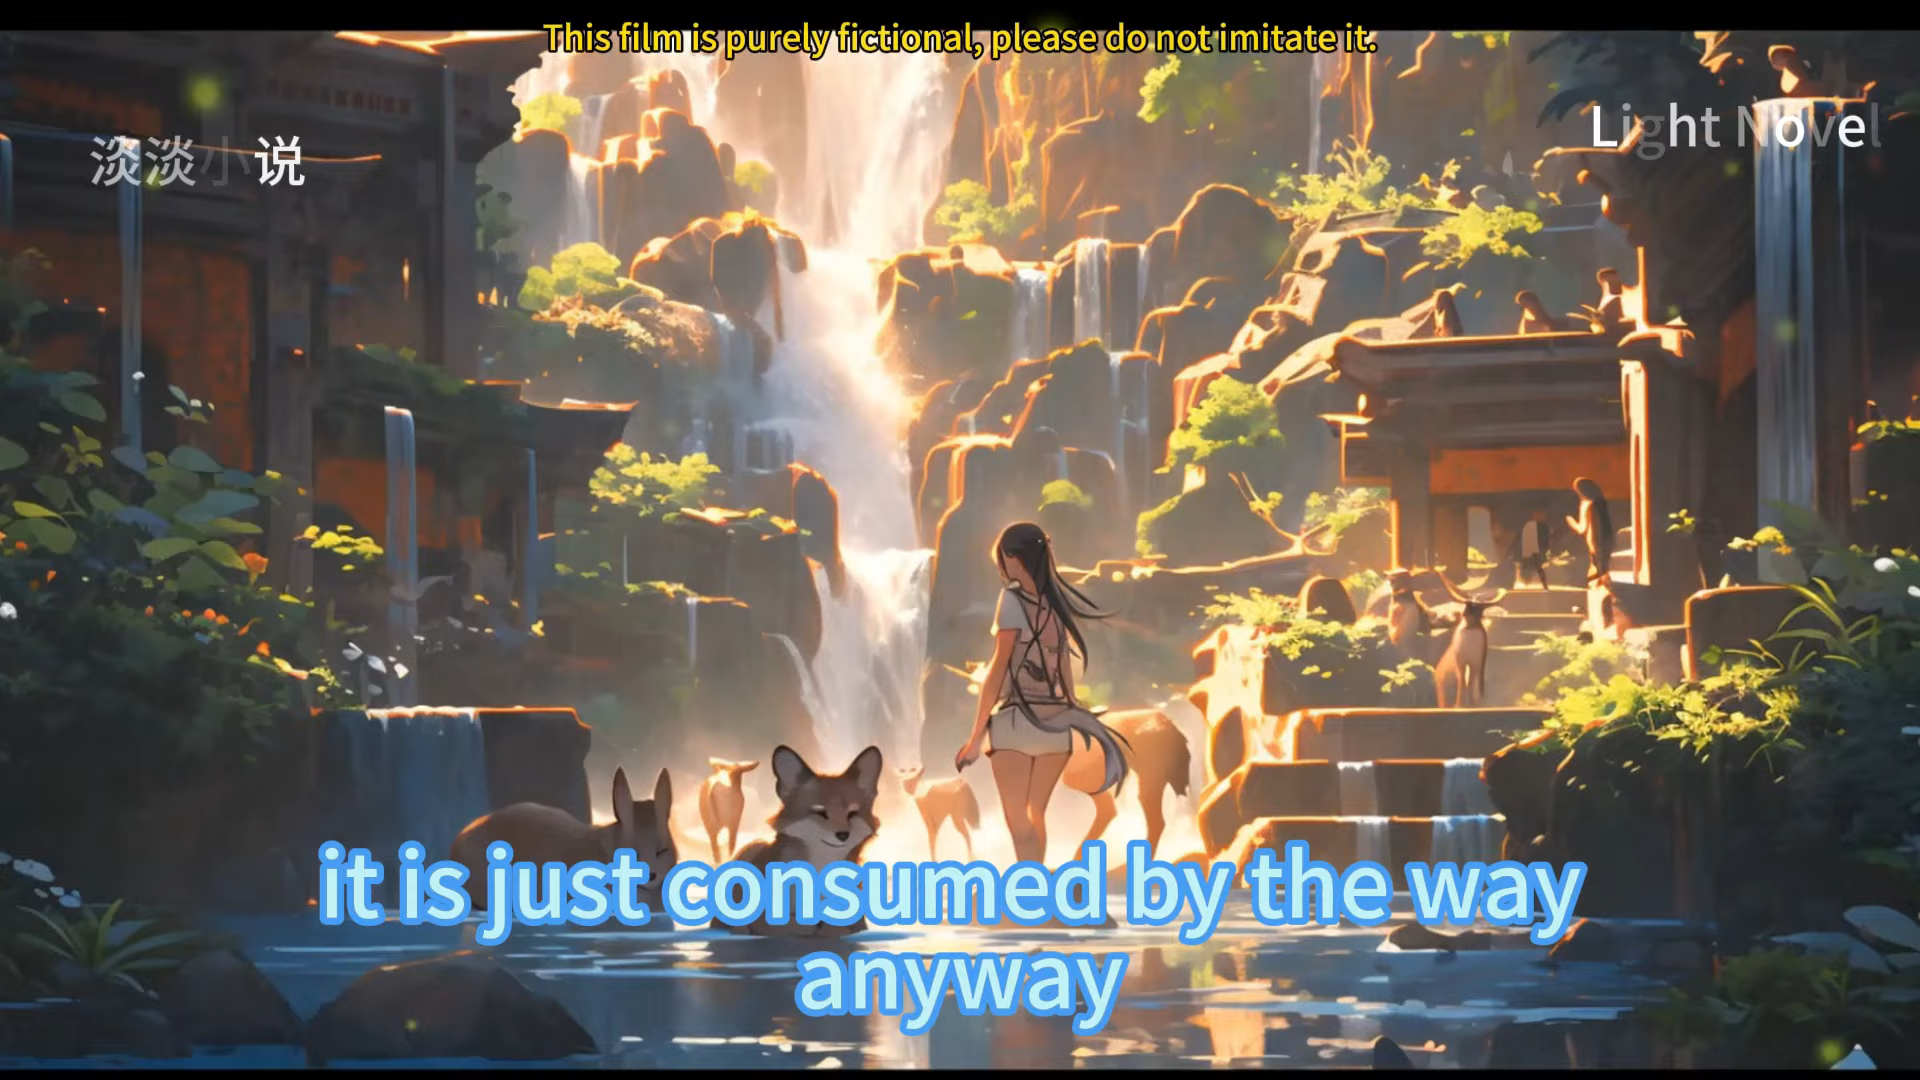 This film is purely fictional, please do not imitate it.
Light Novel
淡淡小说
it is just consumed by the way
anyway